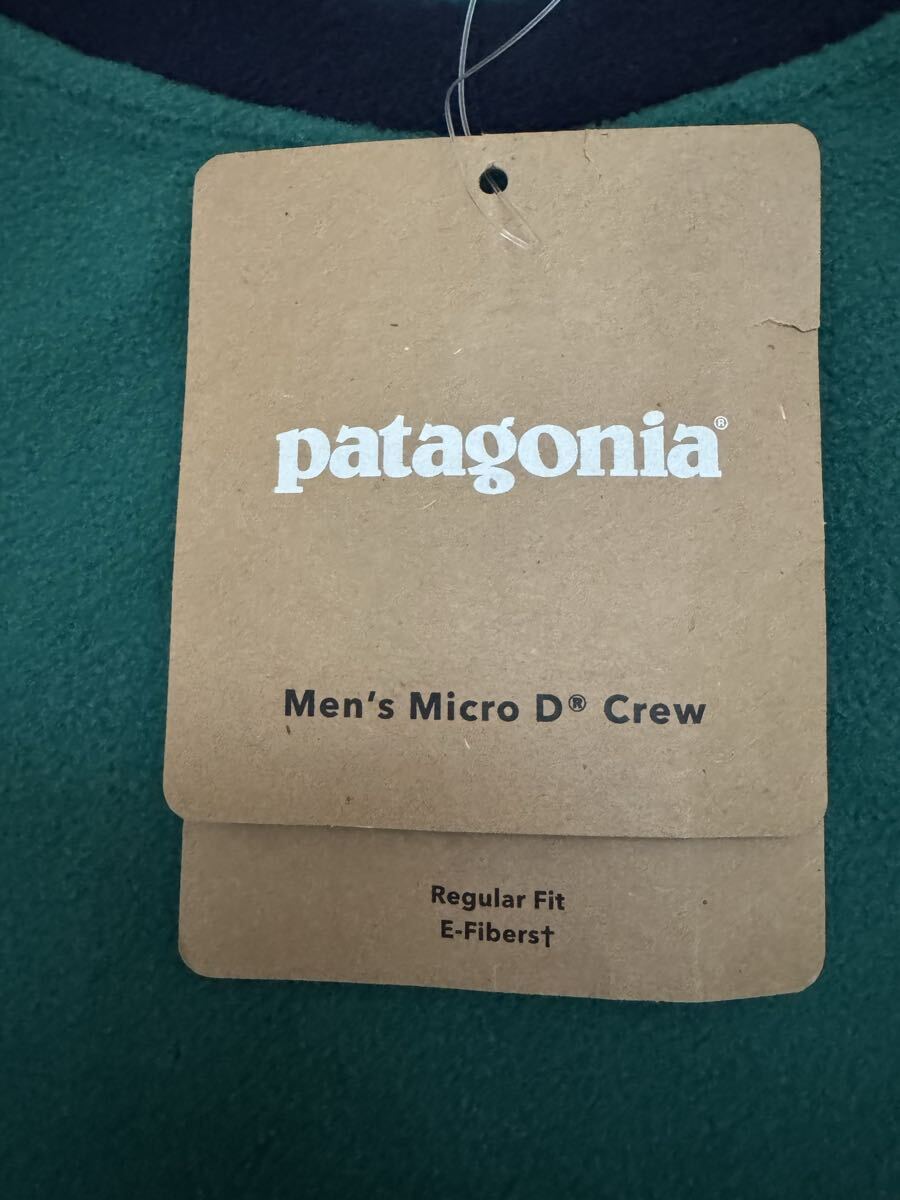 patagonia®
Men's Micro D® Crew
Regular Fit
E-Fibers†